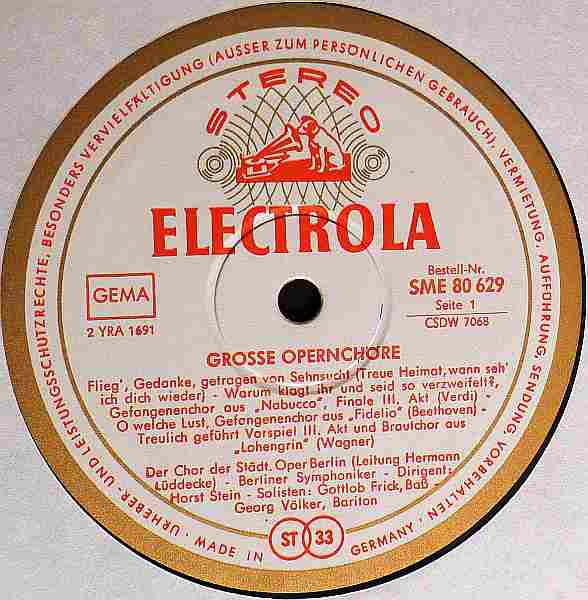 · URHEBER- UND LEISTUNGSSCHUTZRECHTE, BESONDERS VERVIELFÄLTIGUNG (AUSSER ZUM PERSÖNLICHEN GEBRAUCH), VERMIETUNG, AUFFÜHRUNG, SENDUNG VORBEHALTEN ·
STEREO
ELECTROLA
GEMA
2 YRA 1691
Bestell-Nr.
SME 80 629
Seite 1
CSDW 7068
GROSSE OPERNCHÖRE
Flieg', Gedanke, getragen von Sehnsucht (Treue Heimat, wann seh'
ich dich wieder) - Warum klagt ihr und seid so verzweifelt?,
Gefangenenchor aus „Nabucco", Finale III. Akt (Verdi) -
O welche Lust, Gefangenenchor aus „Fidelio" (Beethoven) -
Treulich geführt Vorspiel III. Akt und Brautchor aus
„Lohengrin" (Wagner)
Der Chor der Städt. Oper Berlin (Leitung Hermann
Lüddecke) - Berliner Symphoniker - Dirigent:
Horst Stein - Solisten: Gottlob Frick, Baß -
Georg Völker, Bariton
ST 33
MADE IN GERMANY